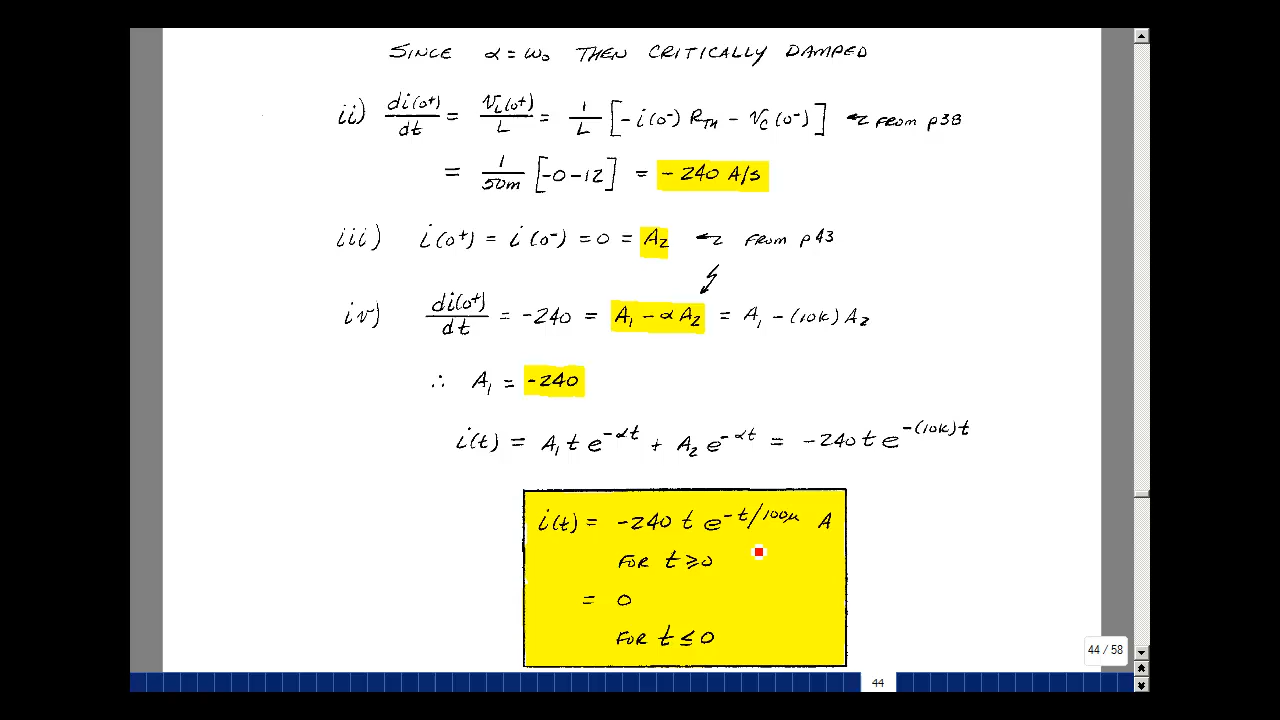 SINCE α = ω₀ THEN CRITICALLY DAMPED
ii) di(0⁺)/dt = V_L(0⁺)/L = 1/L [-i(0⁻) R_TH - V_C(0⁻)] ← FROM p38
= 1/50m [-0-12] = -240 A/s
iii) i(0⁺) = i(0⁻) = 0 = A₂ ← FROM p43
iv) di(0⁺)/dt = -240 = A₁ - αA₂ = A₁ - (10k) A₂
∴ A₁ = -240
i(t) = A₁ t e^(-αt) + A₂ e^(-αt) = -240 t e^(-(10k)t)
i(t) = -240 t e^(-t/100μ) A
FOR t ≥ 0
= 0
FOR t ≤ 0
44 / 58
44